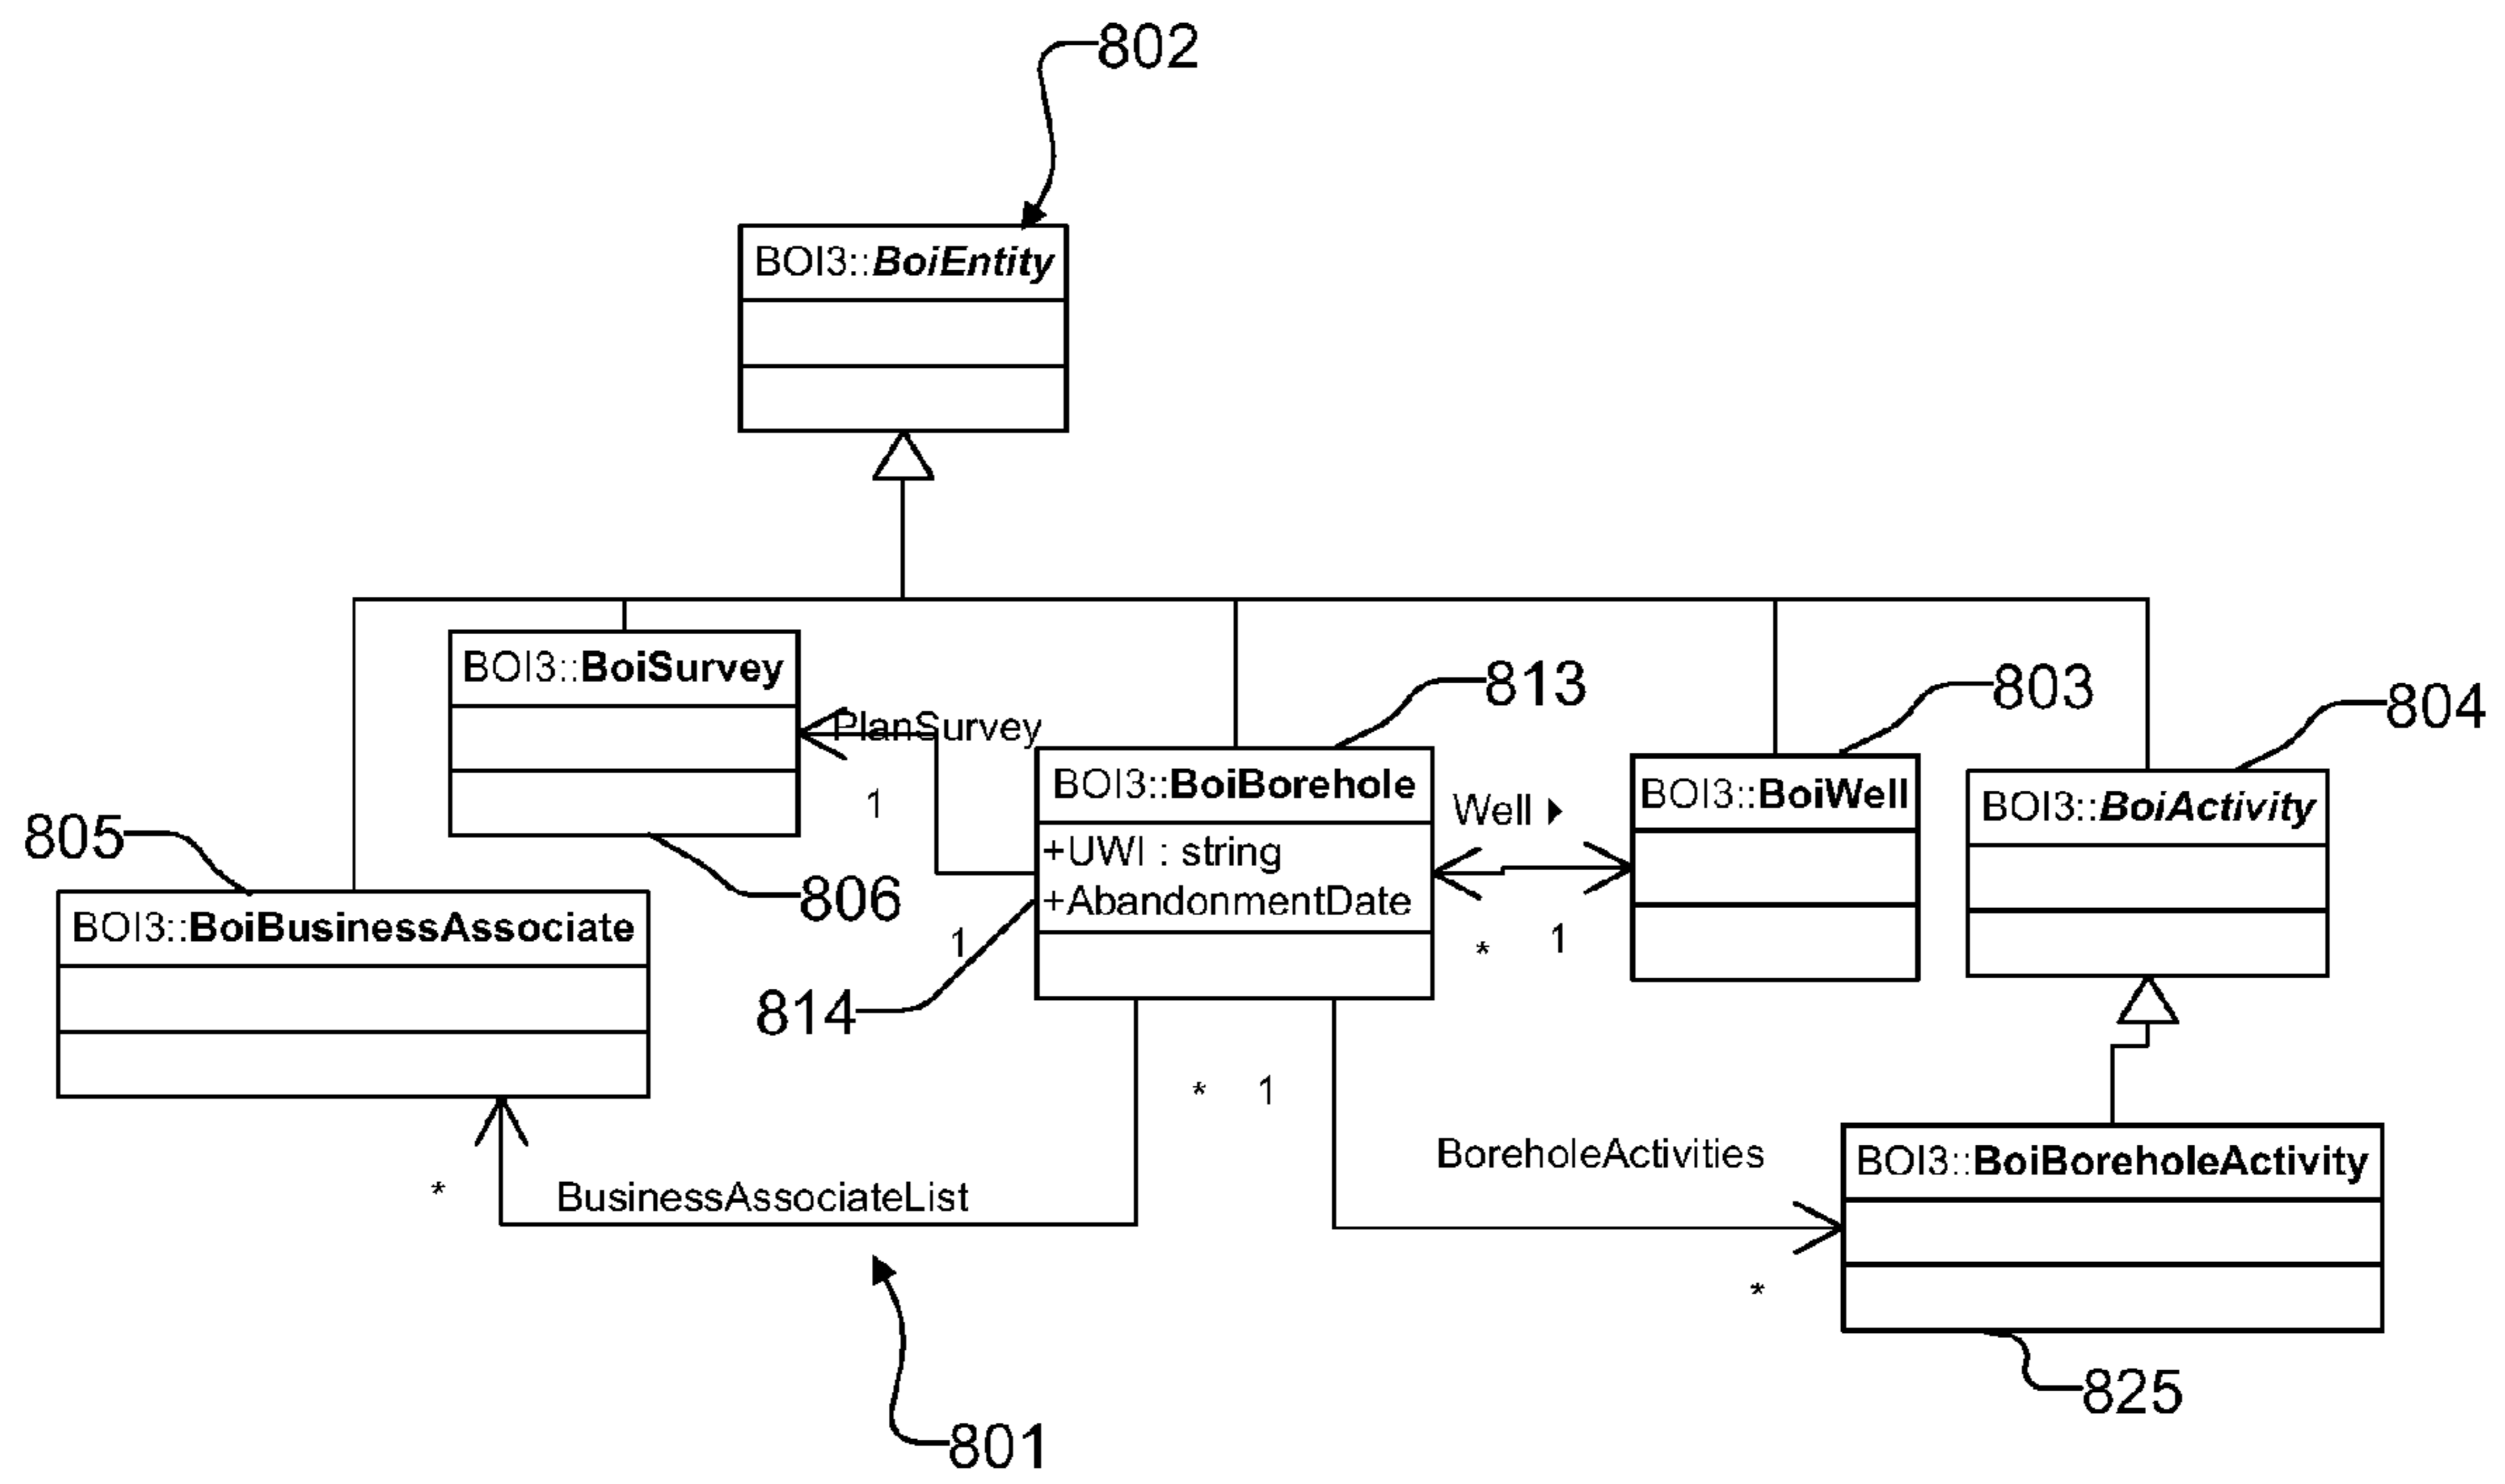 802
BOI3::BoiEntity
BOI3::BoiSurvey
813
803
804
PlanSurvey
BOI3::BoiBorehole
BOI3::BoiWell
BOI3::BoiActivity
1
Well ▶
805
+UWI : string
806
+AbandonmentDate
BOI3::BoiBusinessAssociate
1
*
1
814
*
1
BoreholeActivities
BOI3::BoiBoreholeActivity
*
BusinessAssociateList
*
825
801